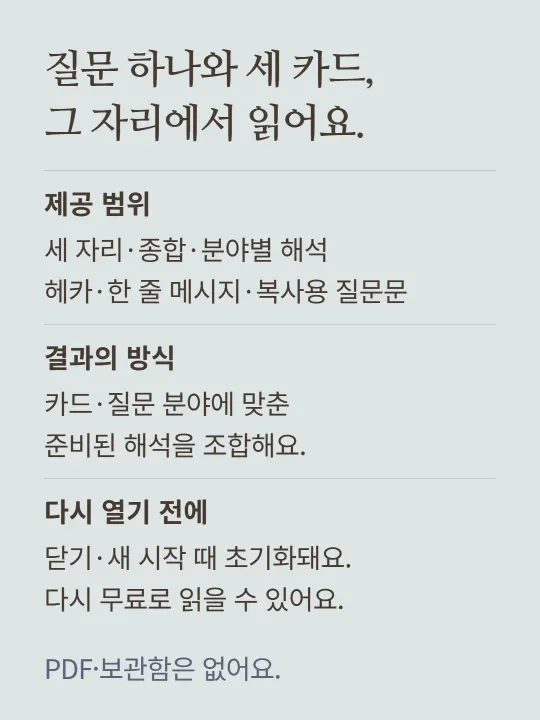 질문 하나와 세 카드,
그 자리에서 읽어요.
제공 범위
세 자리·종합·분야별 해석
헤카·한 줄 메시지·복사용 질문문
결과의 방식
카드·질문 분야에 맞춘
준비된 해석을 조합해요.
다시 열기 전에
닫기·새 시작 때 초기화돼요.
다시 무료로 읽을 수 있어요.
PDF·보관함은 없어요.